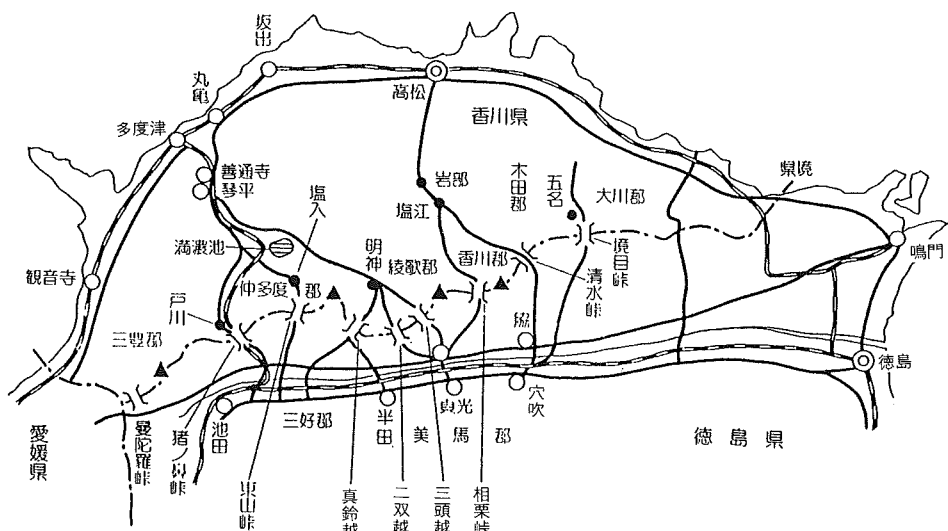 坂出
丸亀
多度津
高松
香川県
善通寺
琴平
塩入
岩部
塩江
木田郡
五名
大川郡
県境
満濃池
明神
綾歌郡
香川郡
清水峠
境目峠
鳴門
観音寺
仲多度郡
戸川
三豊郡
脇
徳島
愛媛県
曼陀羅峠
猪ノ鼻峠
池田
東山峠
三好郡
真鈴越
半田
二双越
美馬郡
三頭越
貞光
相栗峠
穴吹
徳島県